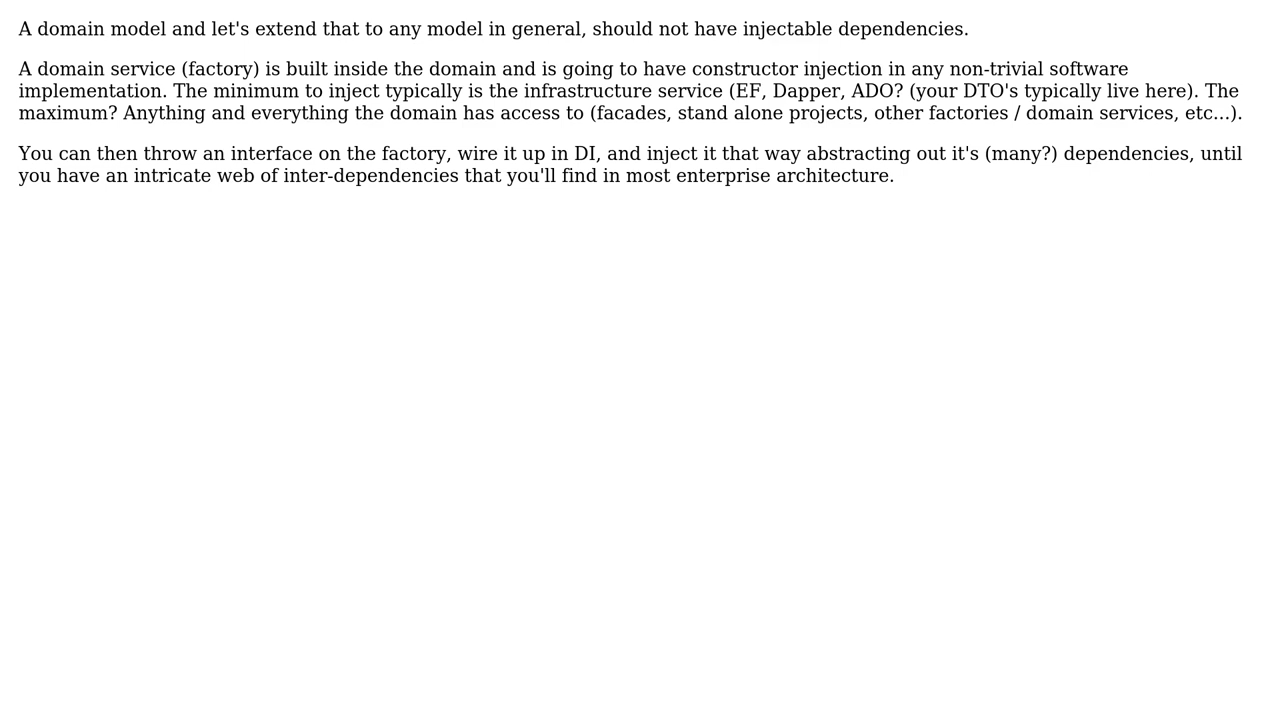 A domain model and let's extend that to any model in general, should not have injectable dependencies.
A domain service (factory) is built inside the domain and is going to have constructor injection in any non-trivial software
implementation. The minimum to inject typically is the infrastructure service (EF, Dapper, ADO? (your DTO's typically live here). The
maximum? Anything and everything the domain has access to (facades, stand alone projects, other factories / domain services, etc...).
You can then throw an interface on the factory, wire it up in DI, and inject it that way abstracting out it's (many?) dependencies, until
you have an intricate web of inter-dependencies that you'll find in most enterprise architecture.